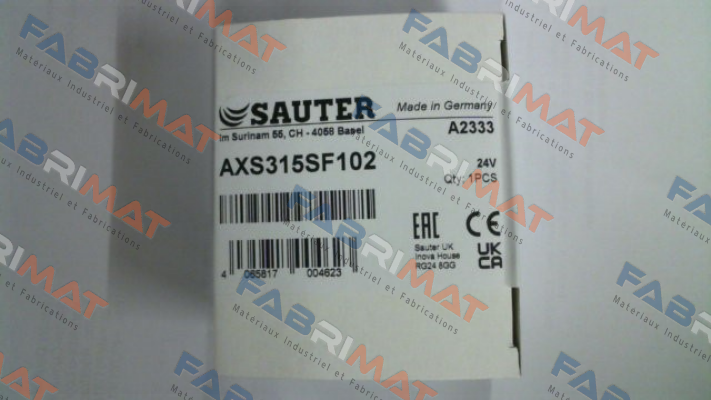 SAUTER
Made in Germany
Im Surinam 55, CH - 4058 Basel
A2333
AXS315SF102
24V
Qty: 1PCS
EAC CE
Sauter UK
Inova House
RG24 8GG
UK
CA
4 065817 004623
FABRIMAT
Materiaux Industriel et Fabrications